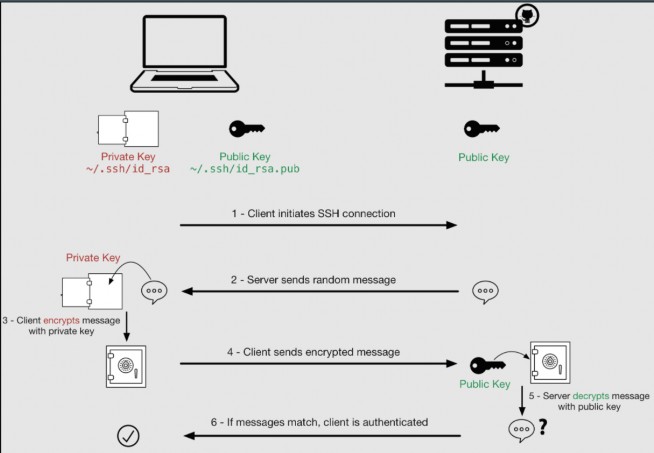 Private Key
~/.ssh/id_rsa
Public Key
~/.ssh/id_rsa.pub
Public Key
1 - Client initiates SSH connection
Private Key
2 - Server sends random message
3 - Client encrypts message
with private key
4 - Client sends encrypted message
Public Key
5 - Server decrypts message
with public key
6 - If messages match, client is authenticated
?